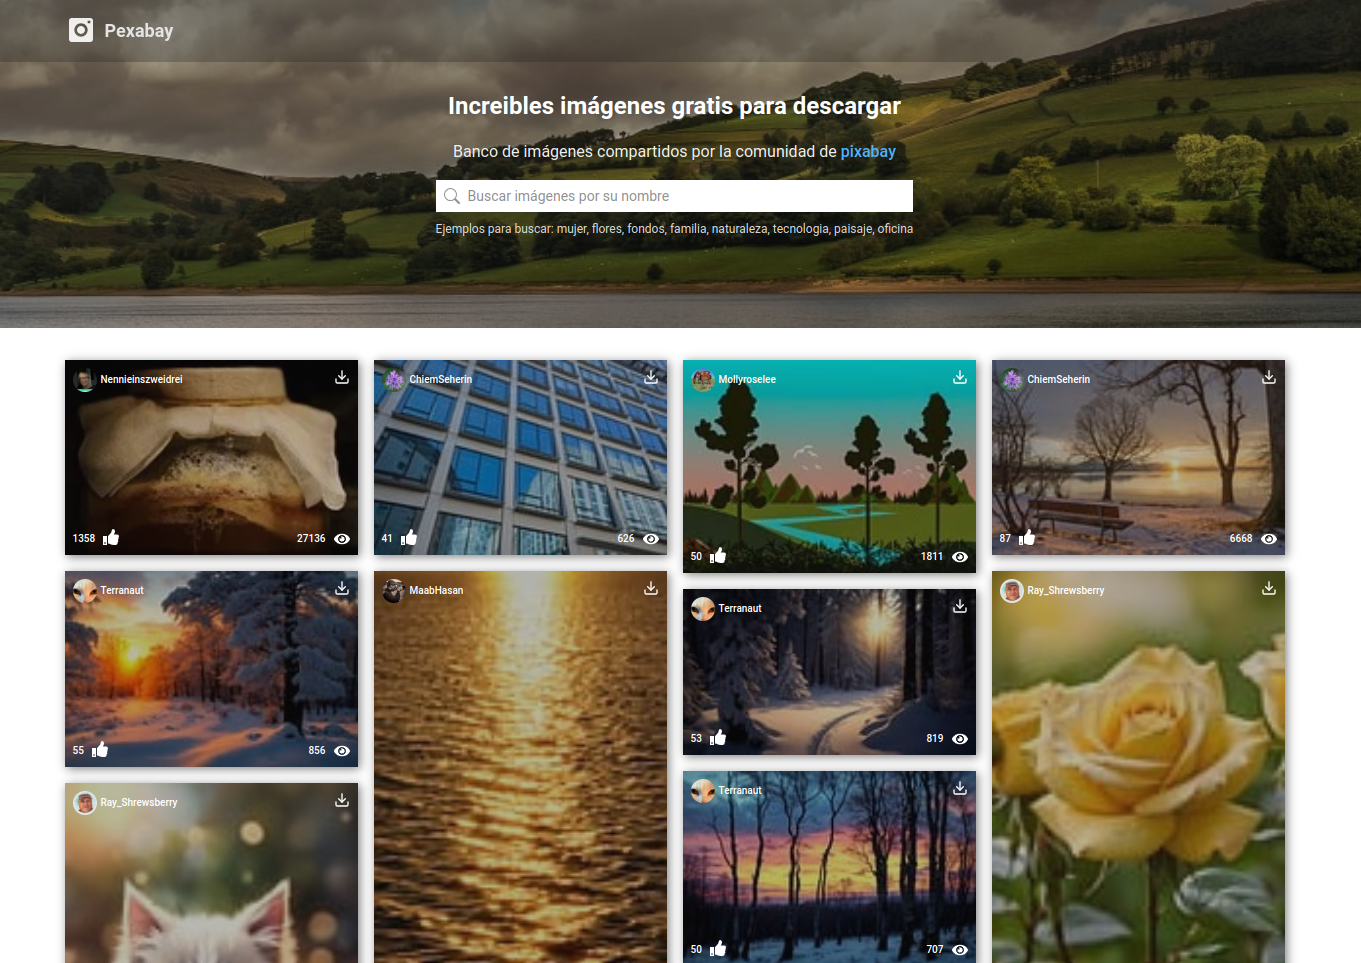 Pexabay
Increibles imágenes gratis para descargar
Banco de imágenes compartidos por la comunidad de pixabay
Buscar imágenes por su nombre
Ejemplos para buscar: mujer, flores, fondos, familia, naturaleza, tecnologia, paisaje, oficina
Nennieinszweidrei
1358 27136
ChiemSeherin
41 626
Mollyroselee
50 1811
ChiemSeherin
87 6668
Terranaut
55 856
MaabHasan
Terranaut
53 819
Ray_Shrewsberry
Ray_Shrewsberry
Terranaut
50 707